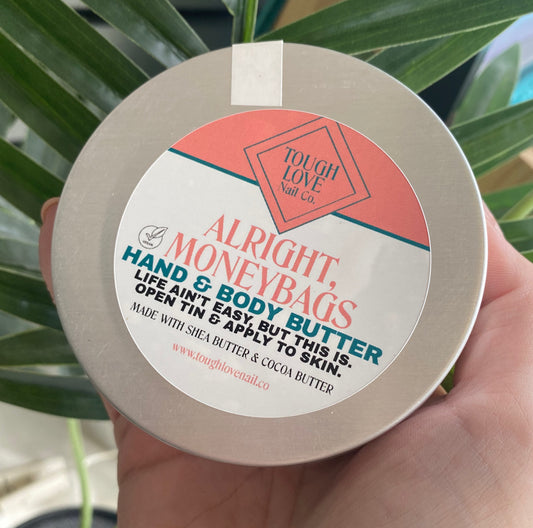 TOUGH
LOVE
Nail Co.
VEGAN
ALRIGHT,
MONEYBAGS
HAND & BODY BUTTER
LIFE AIN'T EASY, BUT THIS IS.
OPEN TIN & APPLY TO SKIN.
MADE WITH SHEA BUTTER & COCOA BUTTER
www.toughlovenail.co